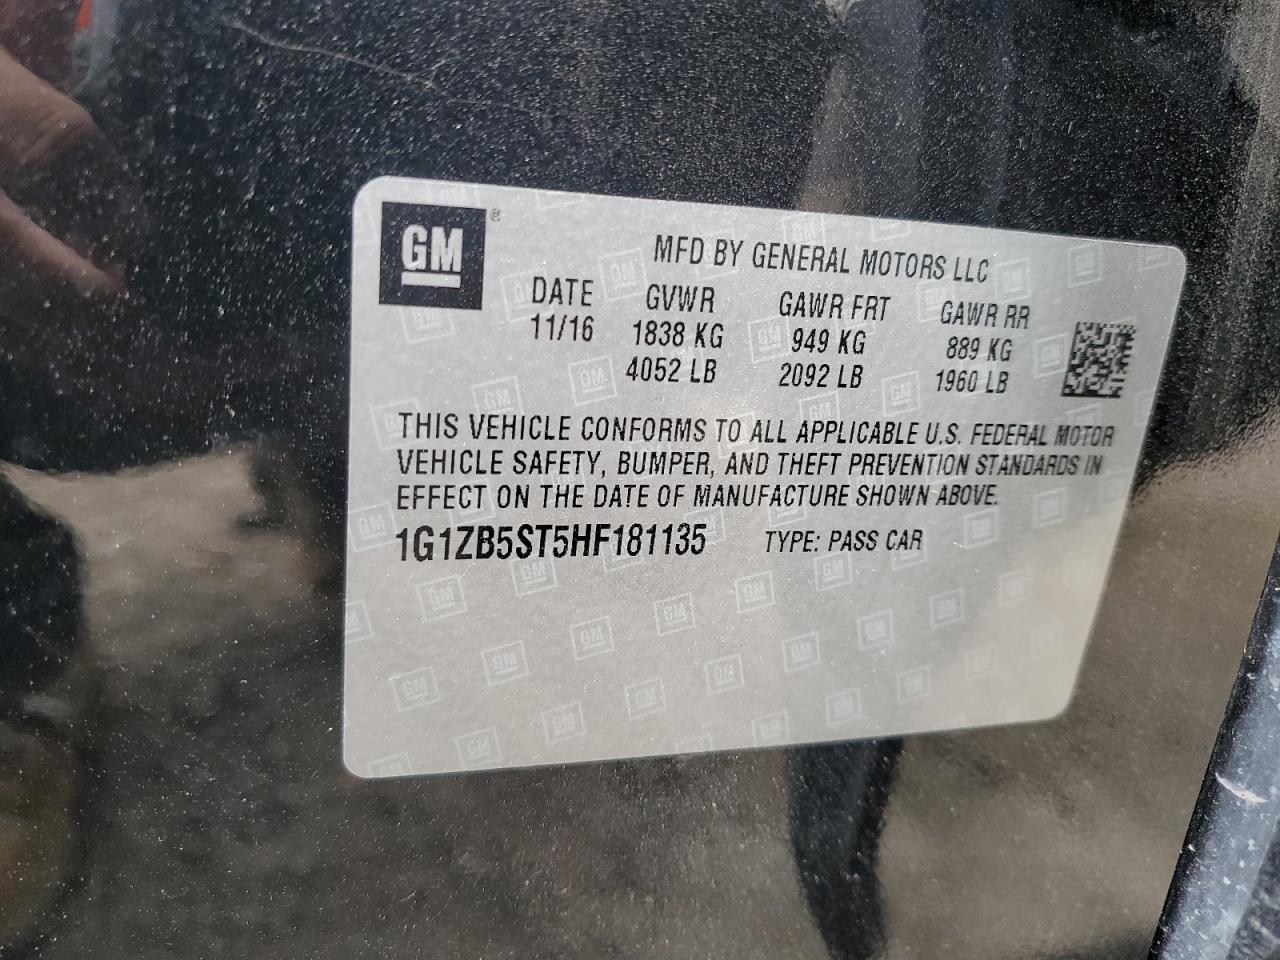 GM ®
MFD BY GENERAL MOTORS LLC
DATE GVWR GAWR FRT GAWR RR
11/16 1838 KG 949 KG 889 KG
4052 LB 2092 LB 1960 LB
THIS VEHICLE CONFORMS TO ALL APPLICABLE U.S. FEDERAL MOTOR
VEHICLE SAFETY, BUMPER, AND THEFT PREVENTION STANDARDS IN
EFFECT ON THE DATE OF MANUFACTURE SHOWN ABOVE.
1G1ZB5ST5HF181135 TYPE: PASS CAR